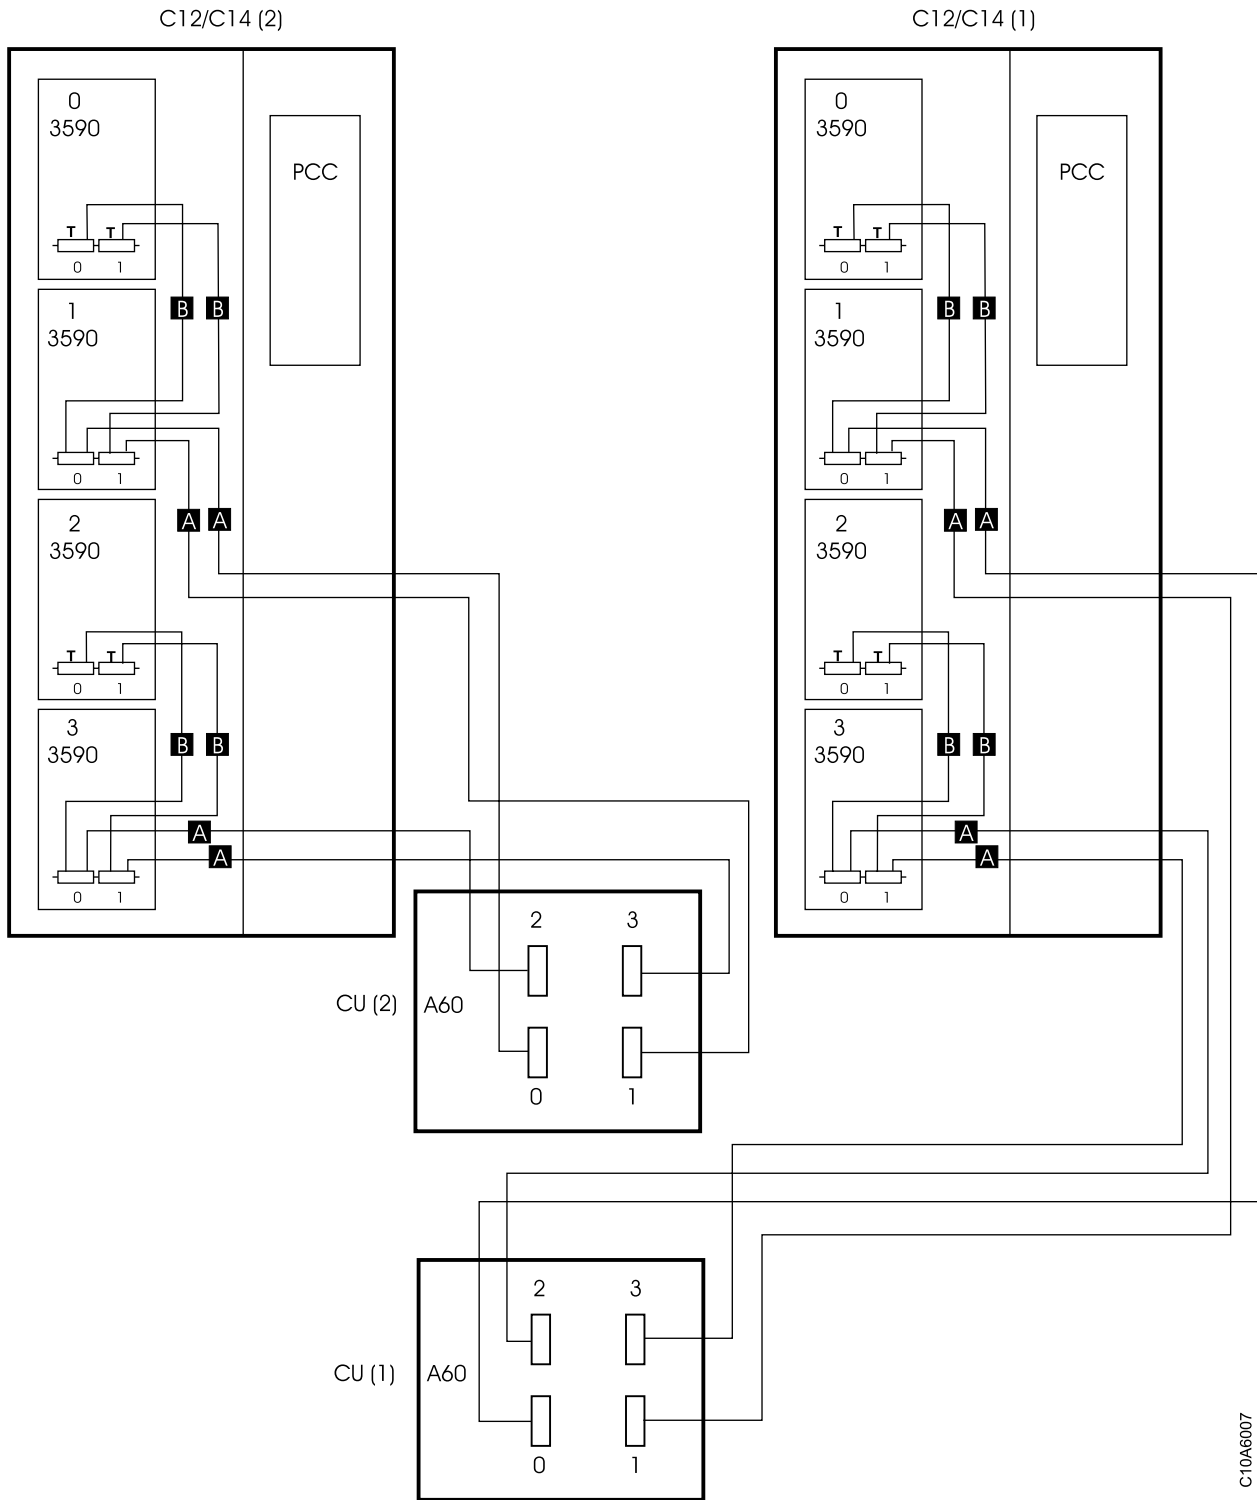 C12/C14 (2)
0
3590
T T
0 1
PCC
B B
1
3590
0 1
A A
2
3590
T T
0 1
B B
3
3590
A
A
0 1
C12/C14 (1)
0
3590
T T
0 1
PCC
B B
1
3590
0 1
A A
2
3590
T T
0 1
B B
3
3590
A
A
0 1
2 3
CU (2) A60
0 1
2 3
CU (1) A60
0 1
C10A6007